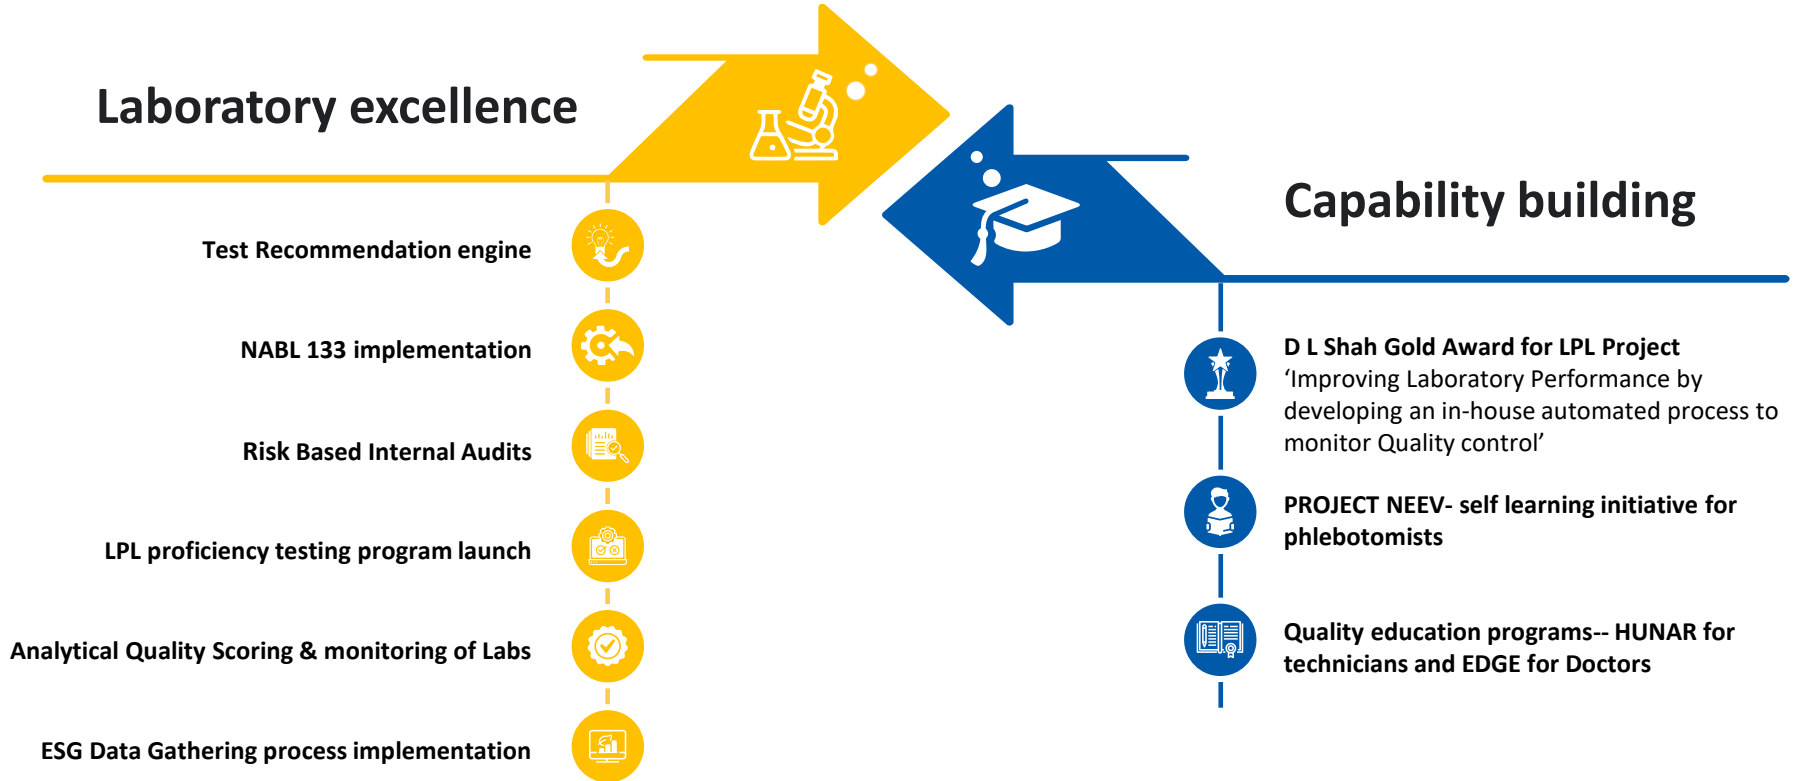 Laboratory excellence
Test Recommendation engine
NABL 133 implementation
Risk Based Internal Audits
LPL proficiency testing program launch
Analytical Quality Scoring & monitoring of Labs
ESG Data Gathering process implementation
Capability building
D L Shah Gold Award for LPL Project
‘Improving Laboratory Performance by
developing an in-house automated process to
monitor Quality control’
PROJECT NEEV- self learning initiative for
phlebotomists
Quality education programs-- HUNAR for
technicians and EDGE for Doctors